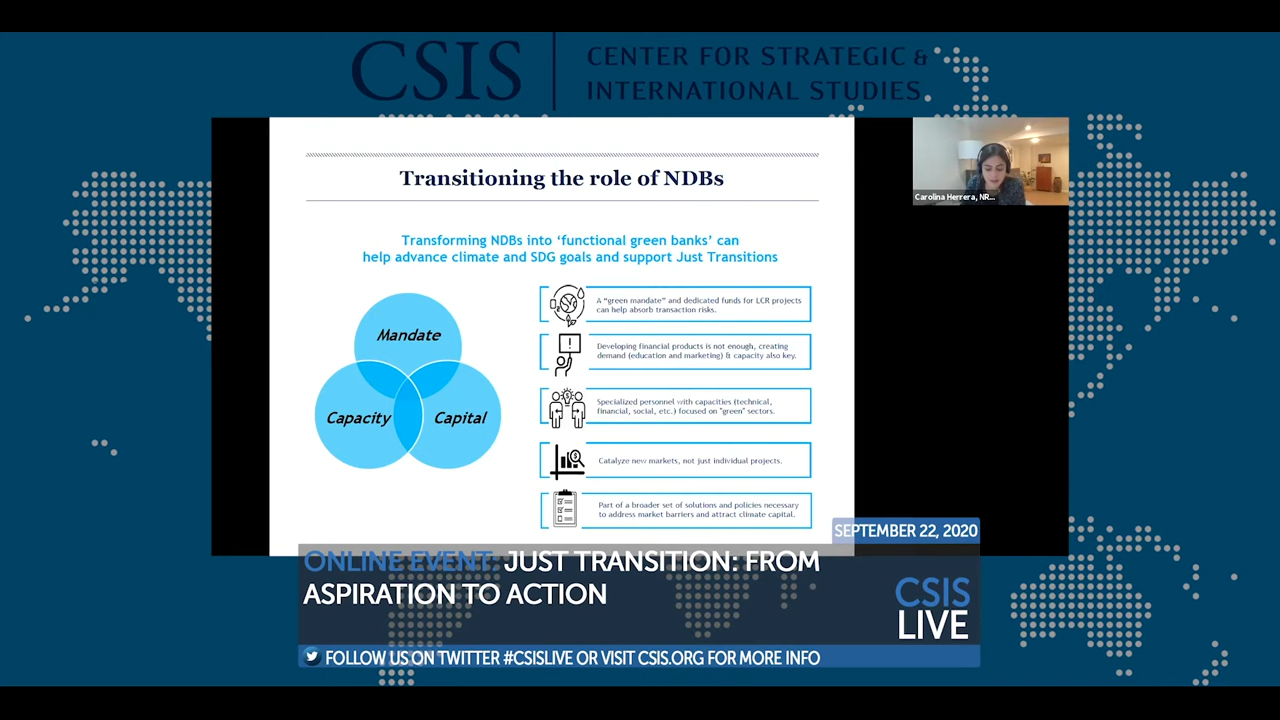 CSIS
CENTER FOR STRATEGIC &
INTERNATIONAL STUDIES
Transitioning the role of NDBs
Transforming NDBs into ‘functional green banks’ can
help advance climate and SDG goals and support Just Transitions
Mandate
Capacity
Capital
A “green mandate” and dedicated funds for LCR projects
can help absorb transaction risks.
Developing financial products is not enough, creating
demand (education and marketing) & capacity also key.
Specialized personnel with capacities (technical,
financial, social, etc.) focused on "green" sectors.
Catalyze new markets, not just individual projects.
Part of a broader set of solutions and policies necessary
to address market barriers and attract climate capital.
Carolina Herrera, NR...
SEPTEMBER 22, 2020
ONLINE EVENT: JUST TRANSITION: FROM
ASPIRATION TO ACTION
CSIS
LIVE
FOLLOW US ON TWITTER #CSISLIVE OR VISIT CSIS.ORG FOR MORE INFO